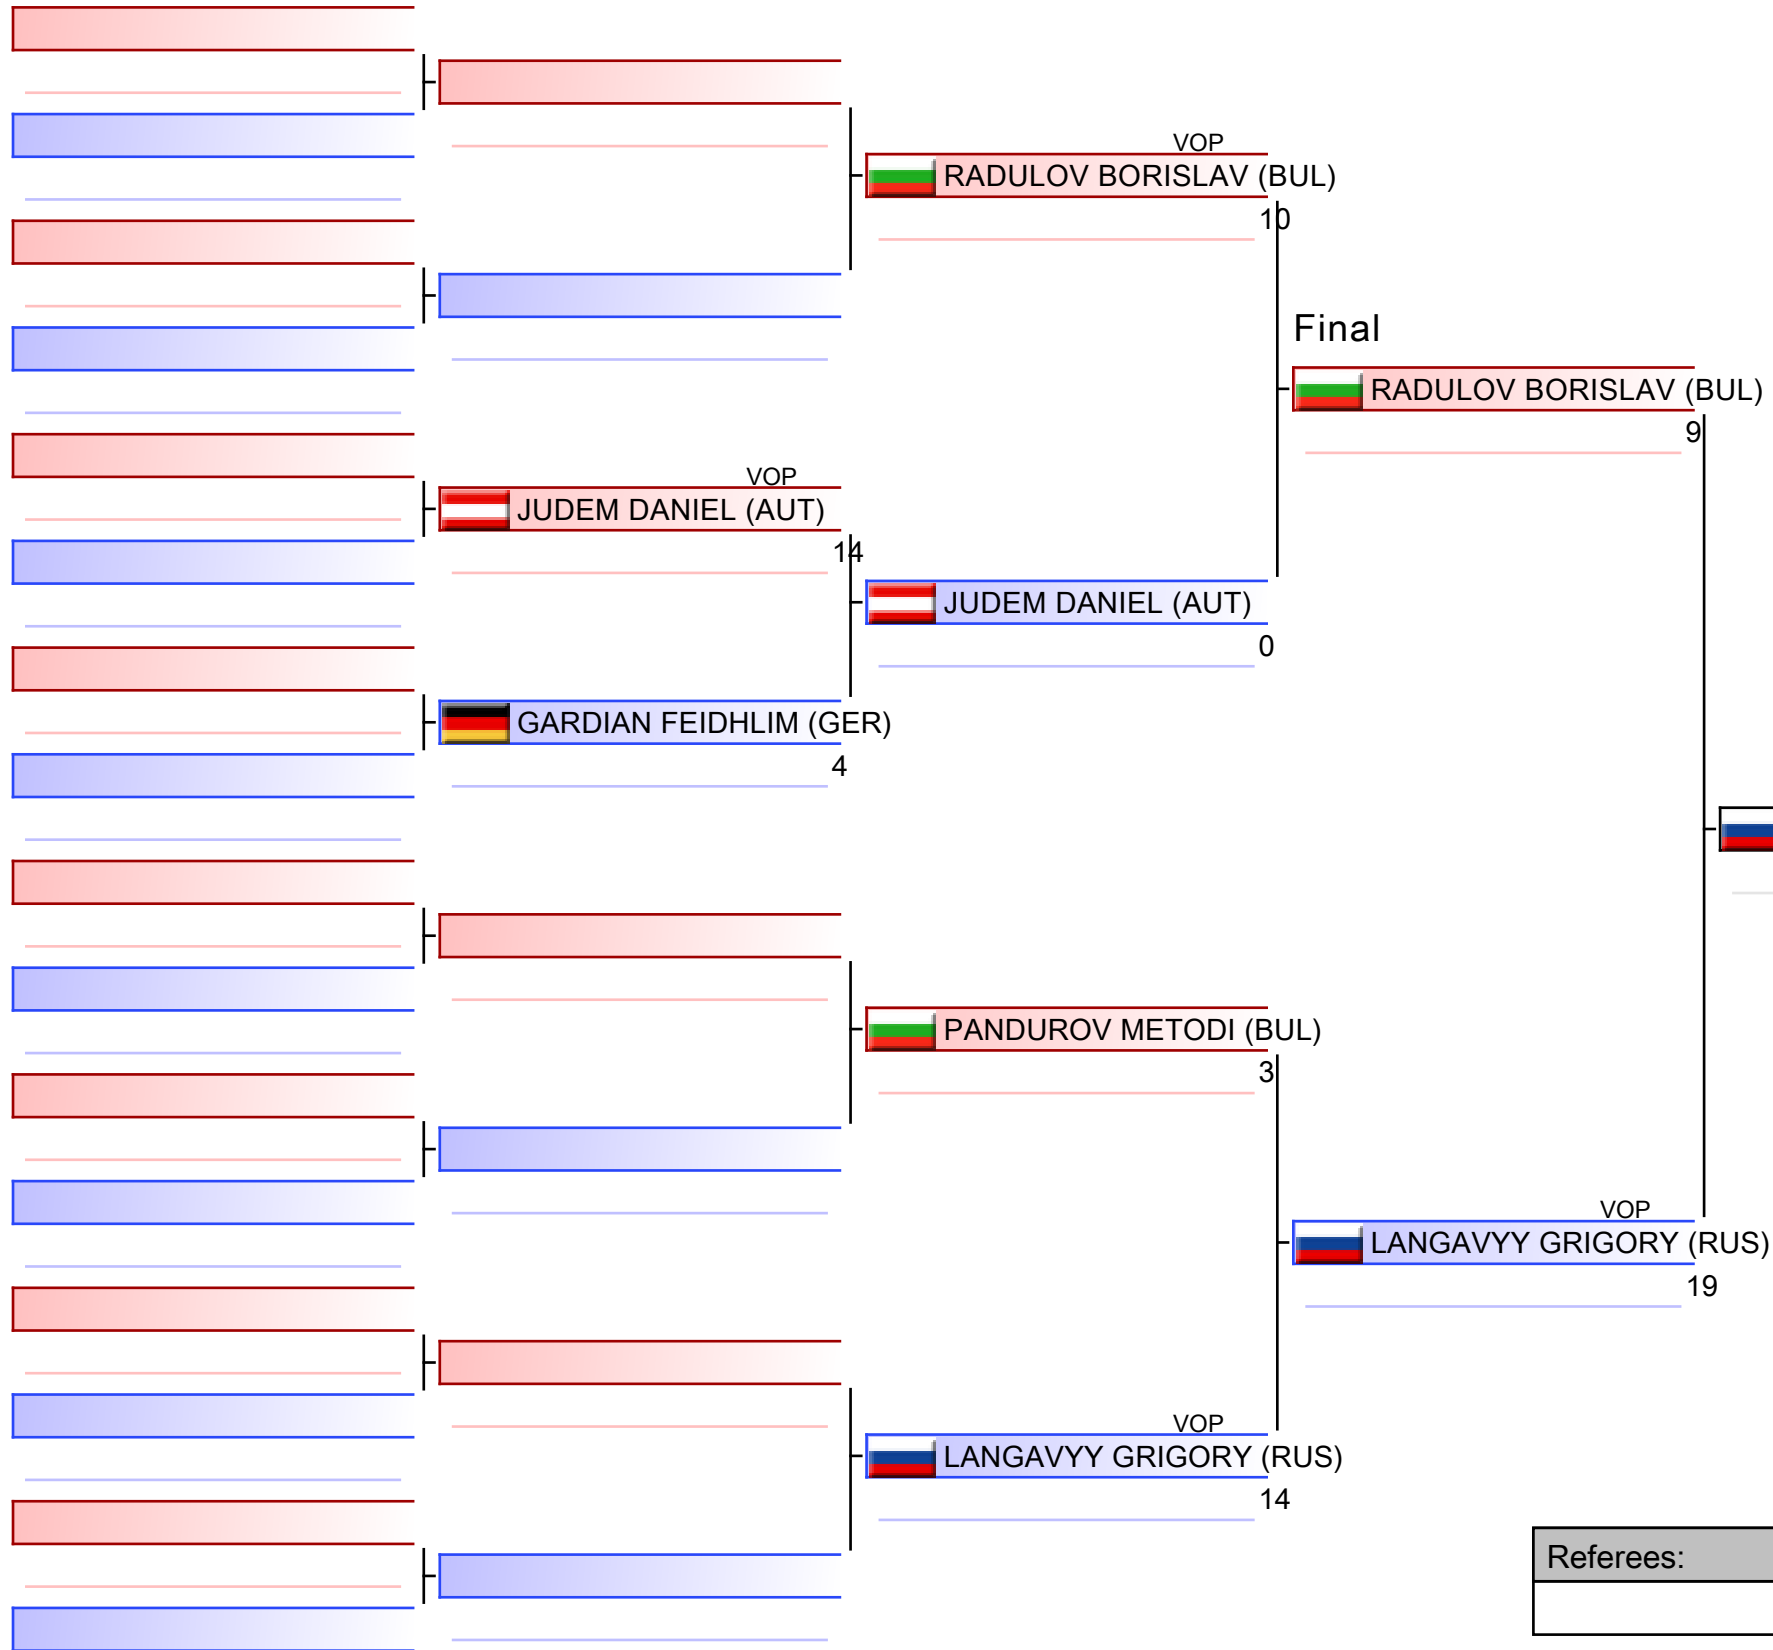 VOP
RADULOV BORISLAV (BUL)
10
Final
RADULOV BORISLAV (BUL)
9
VOP
JUDEM DANIEL (AUT)
14
JUDEM DANIEL (AUT)
0
GARDIAN FEIDHLIM (GER)
4
PANDUROV METODI (BUL)
3
VOP
LANGAVYY GRIGORY (RUS)
19
VOP
LANGAVYY GRIGORY (RUS)
14
Referees: